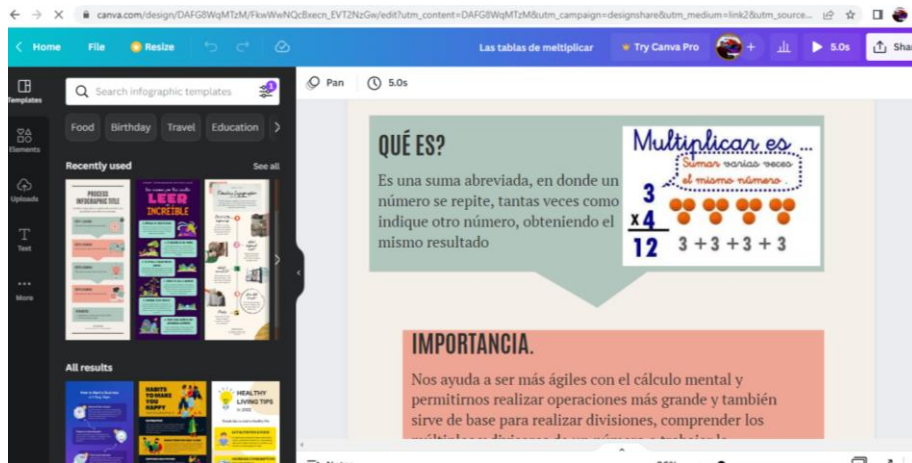 canva.com/design/DAFG8WqMTzM/FkwWwNQcBxecn_EVT2NzGw/edit?utm_content=DAFG8WqMTzM&utm_campaign=designshare&utm_medium=link2&utm_source...
Home File Resize Las tablas de meltiplicar Try Canva Pro + 5.0s Shar
Templates
Elements
Uploads
Text
More
Search infographic templates
Food Birthday Travel Education
Recently used See all
PROCESS
INFOGRAPHIC TITLE
LEER
INCREÍBLE
All results
HABITS
TO MAKE
YOU
HAPPY
HEALTHY
LIVING TIPS
Pan 5.0s
QUÉ ES?
Es una suma abreviada, en donde un
número se repite, tantas veces como
indique otro número, obteniendo el
mismo resultado
Multiplicar es ...
Sumar varias veces
el mismo número.
3
x4
12
3 +3 +3 + 3
IMPORTANCIA.
Nos ayuda a ser más ágiles con el cálculo mental y
permitirnos realizar operaciones más grande y también
sirve de base para realizar divisiones, comprender los